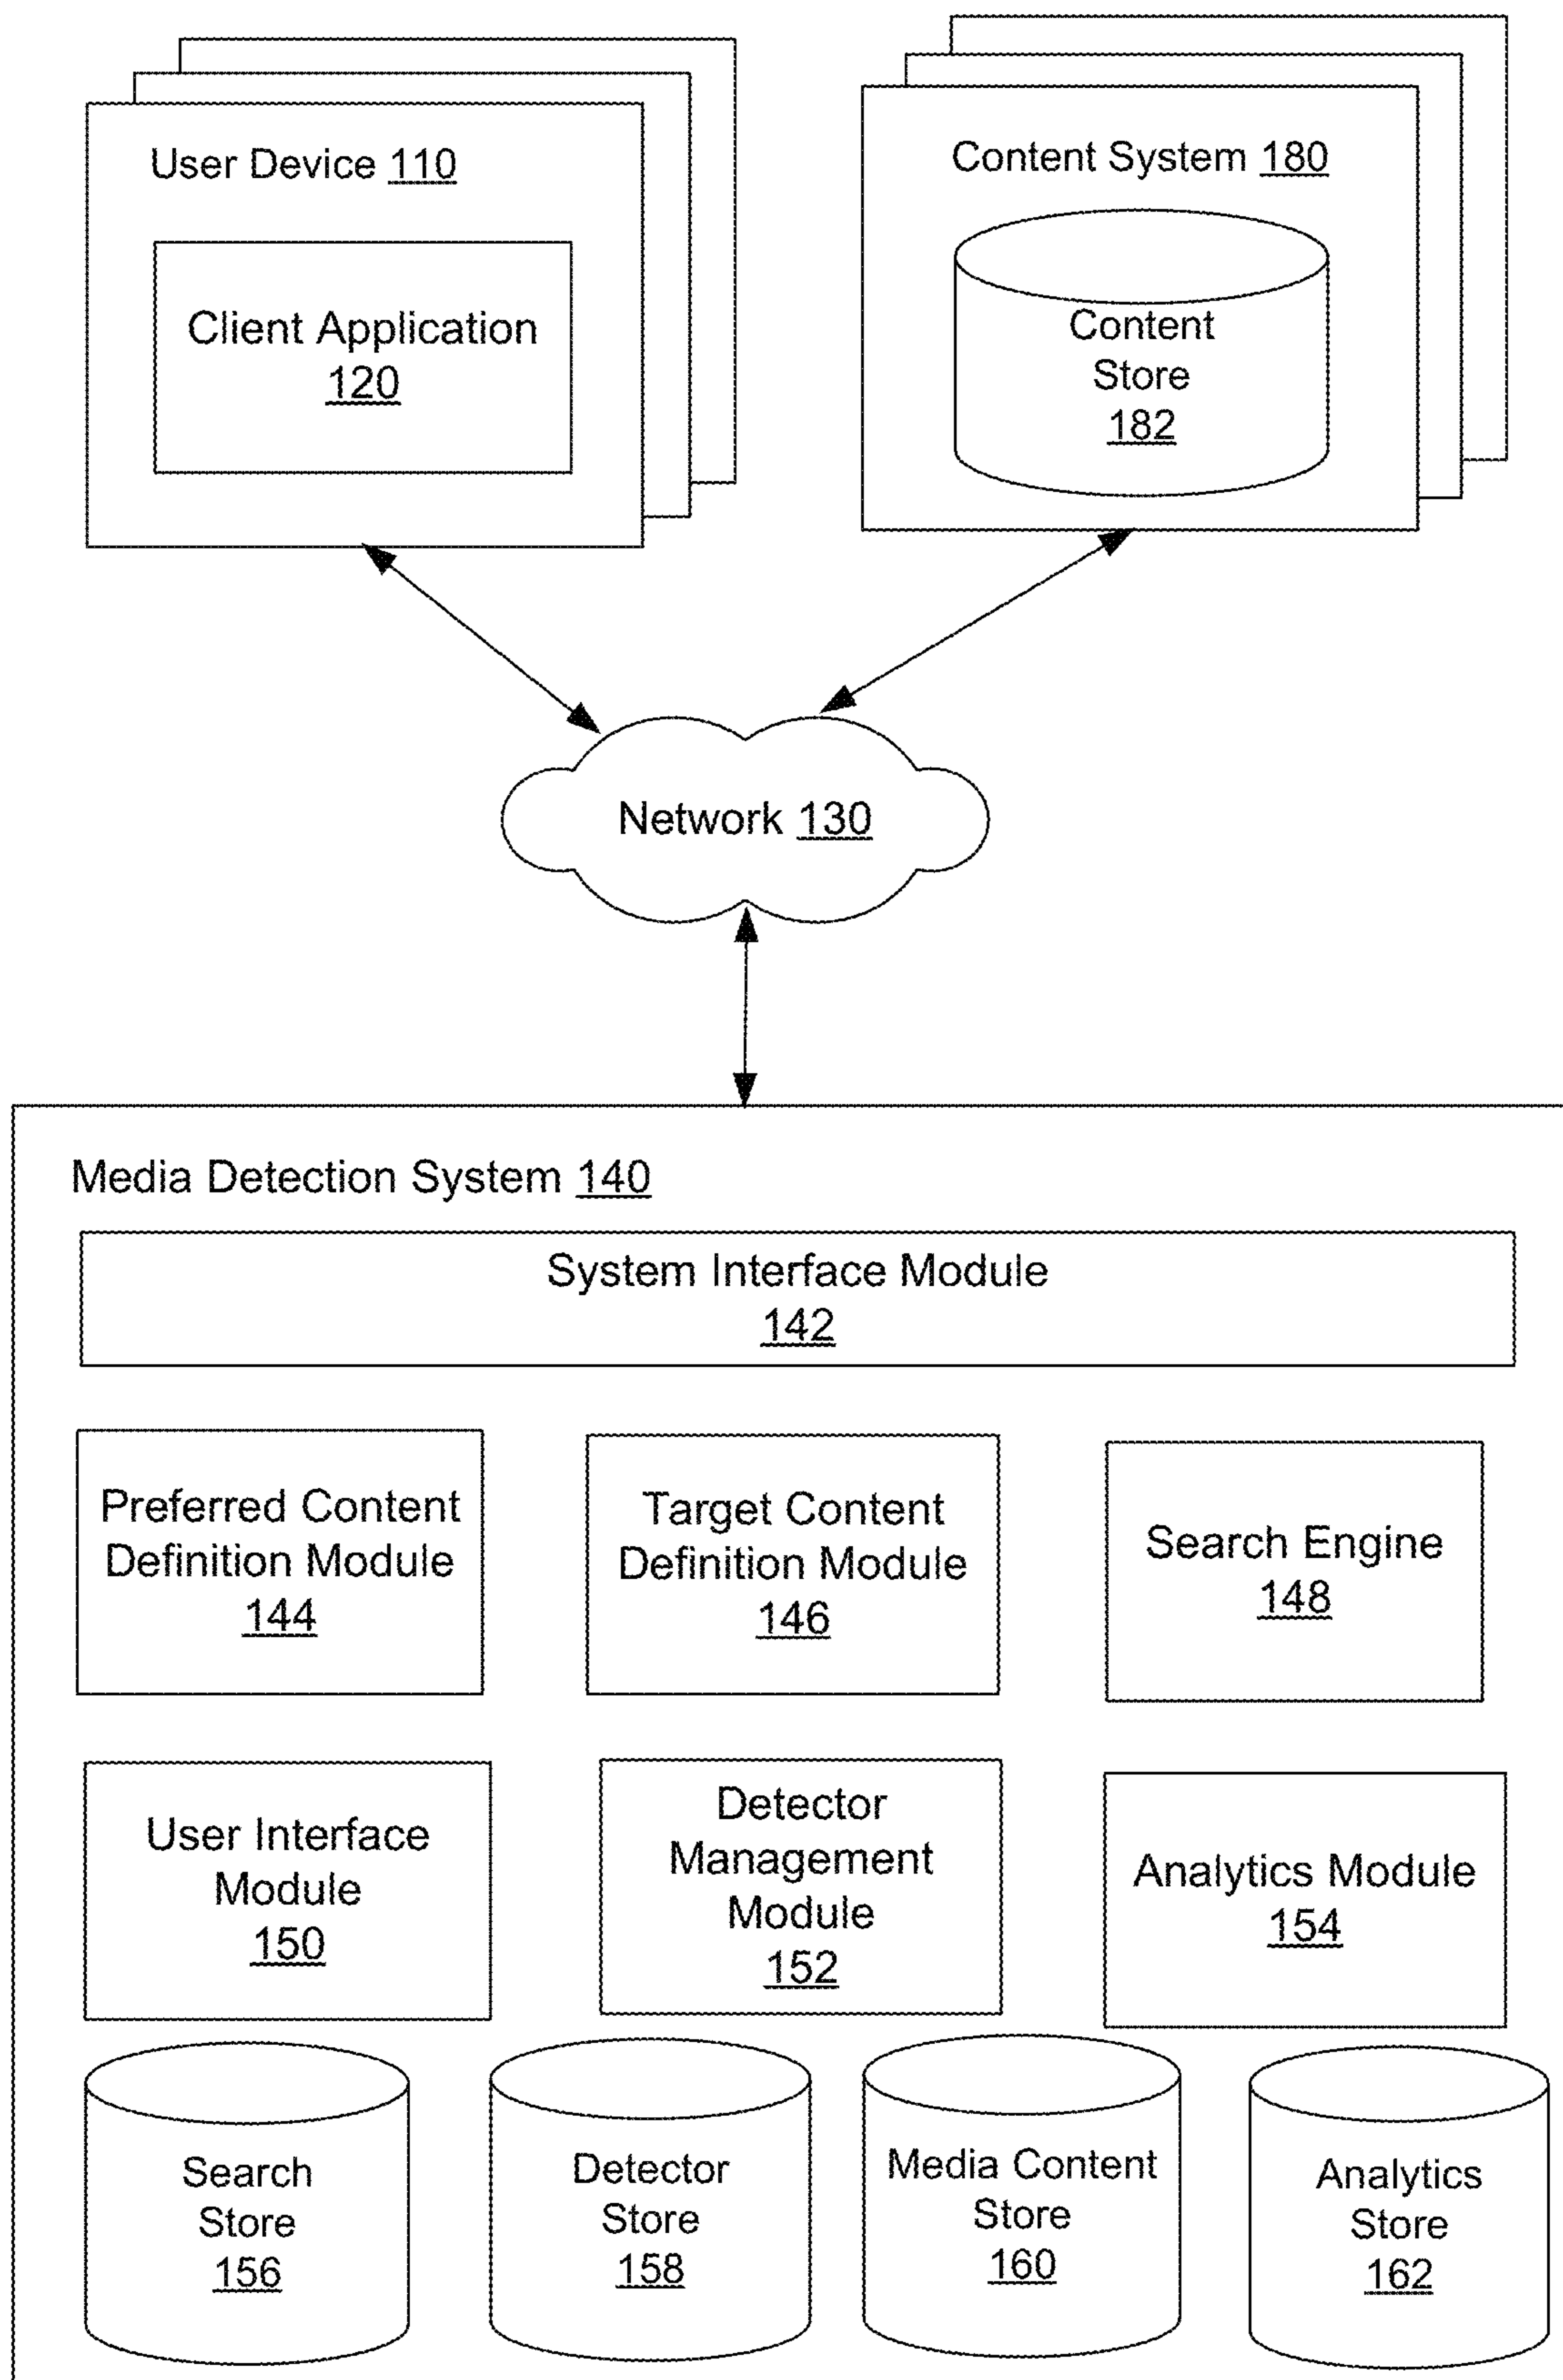 User Device 110
Client Application
120
Content System 180
Content
Store
182
Network 130
Media Detection System 140
System Interface Module
142
Preferred Content
Definition Module
144
Target Content
Definition Module
146
Search Engine
148
User Interface
Module
150
Detector
Management
Module
152
Analytics Module
154
Search
Store
156
Detector
Store
158
Media Content
Store
160
Analytics
Store
162